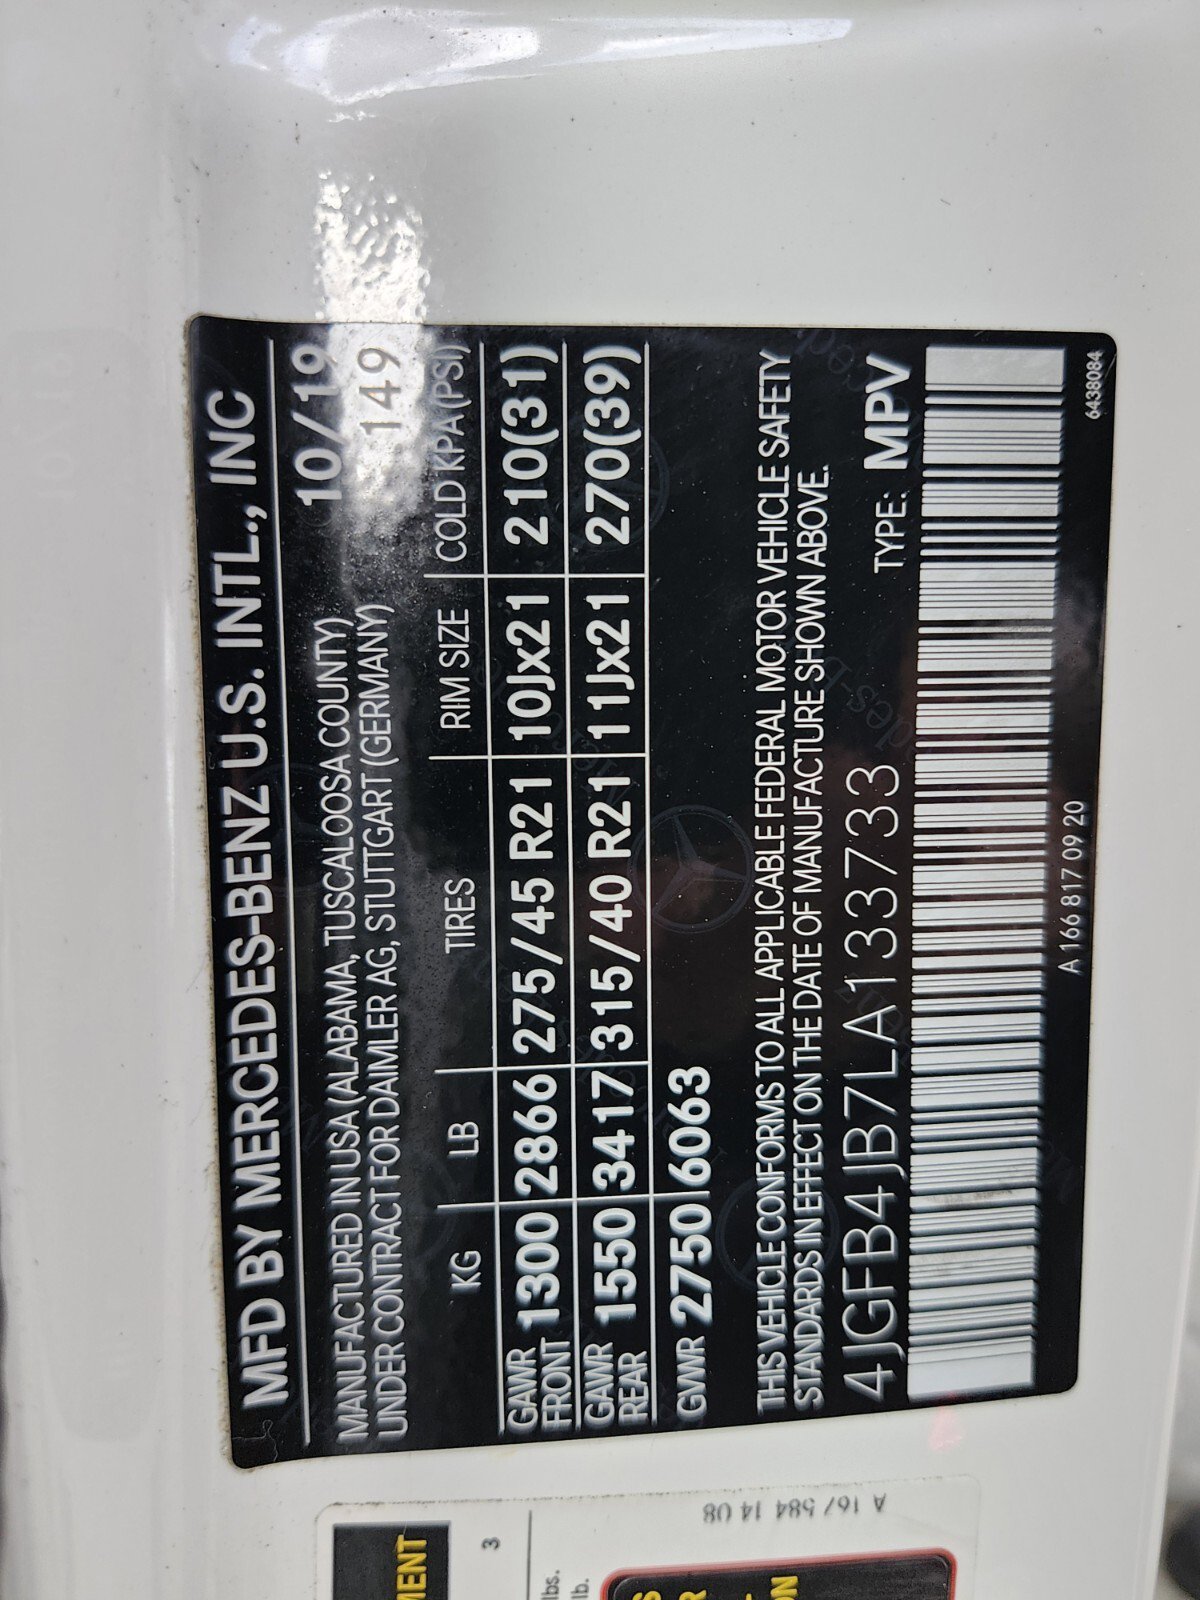 MFD BY MERCEDES-BENZ U.S. INTL., INC
MANUFACTURED IN USA (ALABAMA, TUSCALOOSA COUNTY) 10/19
UNDER CONTRACT FOR DAIMLER AG, STUTTGART (GERMANY) 149
KG LB TIRES RIM SIZE COLD KPA (PSI)
GAWR FRONT 1300 2866 275/45 R21 10Jx21 210(31)
GAWR REAR 1550 3417 315/40 R21 11Jx21 270(39)
GVWR 2750 6063
THIS VEHICLE CONFORMS TO ALL APPLICABLE FEDERAL MOTOR VEHICLE SAFETY
STANDARDS IN EFFECT ON THE DATE OF MANUFACTURE SHOWN ABOVE.
4JGFB4JB7LA133733 TYPE: MPV
A 166 817 09 20 6438084
A 167 584 14 08
3
lbs.
lb.